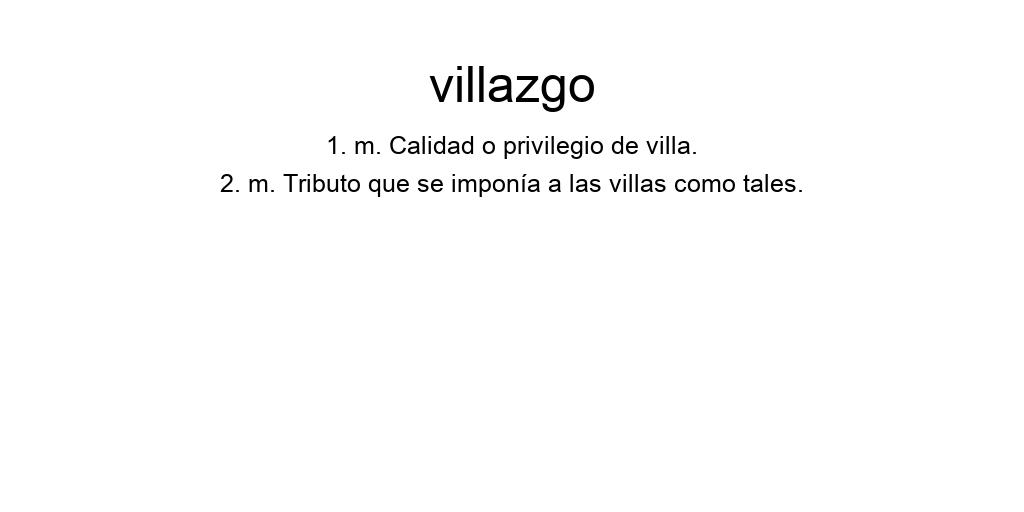 villazgo
1. m. Calidad o privilegio de villa.
2. m. Tributo que se imponía a las villas como tales.